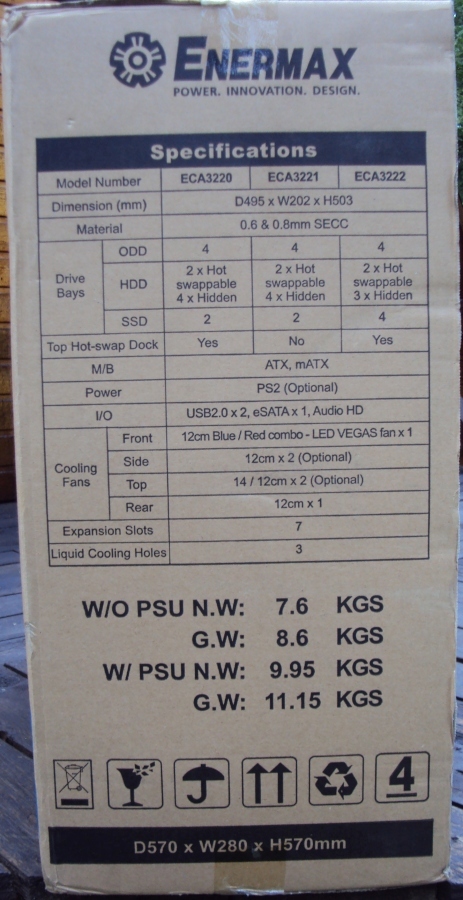 ENERMAX
POWER. INNOVATION. DESIGN.
Specifications
Model Number ECA3220 ECA3221 ECA3222
Dimension (mm) D495 x W202 x H503
Material 0.6 & 0.8mm SECC
Drive Bays ODD 4 4 4
HDD 2 x Hot swappable 4 x Hidden 2 x Hot swappable 4 x Hidden 2 x Hot swappable 3 x Hidden
SSD 2 2 4
Top Hot-swap Dock Yes No Yes
M/B ATX, mATX
Power PS2 (Optional)
I/O USB2.0 x 2, eSATA x 1, Audio HD
Cooling Fans Front 12cm Blue / Red combo - LED VEGAS fan x 1
Side 12cm x 2 (Optional)
Top 14 / 12cm x 2 (Optional)
Rear 12cm x 1
Expansion Slots 7
Liquid Cooling Holes 3
W/O PSU N.W: 7.6 KGS
G.W: 8.6 KGS
W/ PSU N.W: 9.95 KGS
G.W: 11.15 KGS
4
D570 x W280 x H570mm